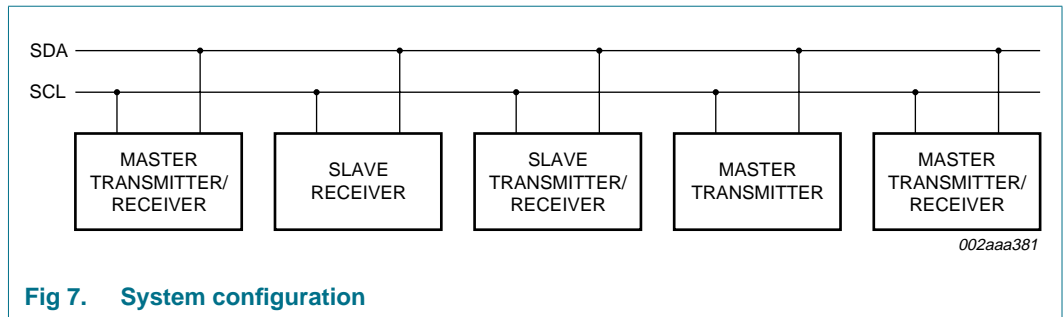 SDA
SCL
MASTER
TRANSMITTER/
RECEIVER
SLAVE
RECEIVER
SLAVE
TRANSMITTER/
RECEIVER
MASTER
TRANSMITTER
MASTER
TRANSMITTER/
RECEIVER
002aaa381
Fig 7. System configuration